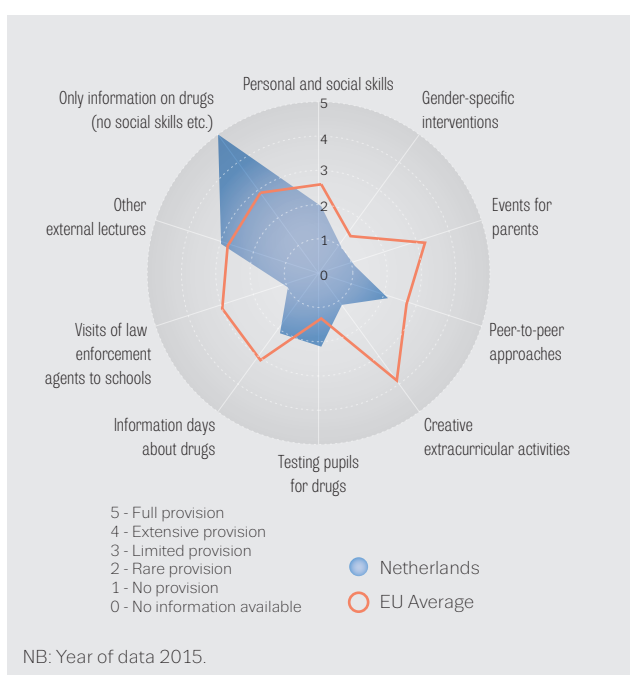 Personal and social skills
Only information on drugs
(no social skills etc.)
Gender-specific
interventions
5
4
3
2
1
0
Other
external lectures
Events for
parents
Visits of law
enforcement
agents to schools
Peer-to-peer
approaches
Information days
about drugs
Creative
extracurricular activities
Testing pupils
for drugs
5 - Full provision
4 - Extensive provision
3 - Limited provision
2 - Rare provision
1 - No provision
0 - No information available
Netherlands
EU Average
NB: Year of data 2015.